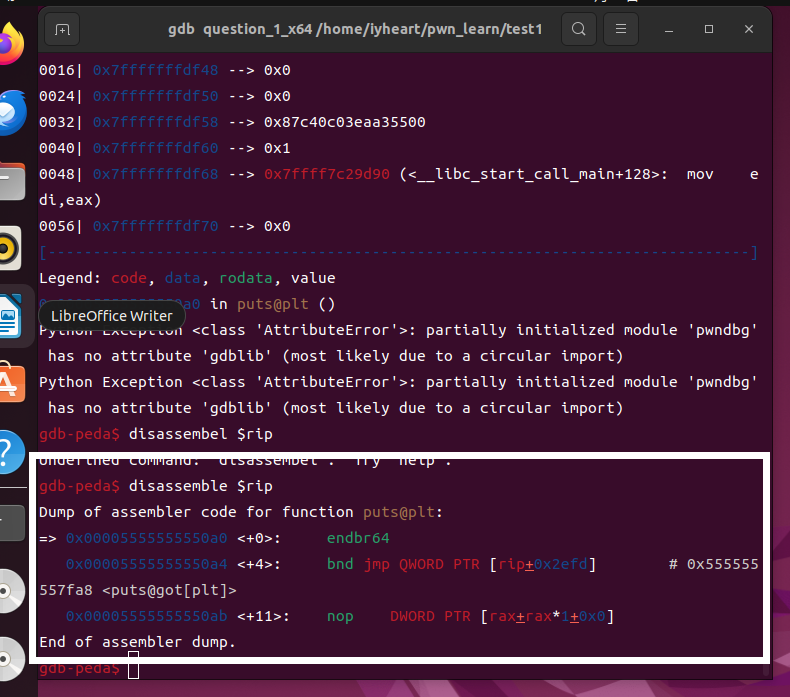 gdb question_1_x64 /home/iyheart/pwn_learn/test1
0016| 0x7fffffffdf48 --> 0x0
0024| 0x7fffffffdf50 --> 0x0
0032| 0x7fffffffdf58 --> 0x87c40c03eaa35500
0040| 0x7fffffffdf60 --> 0x1
0048| 0x7fffffffdf68 --> 0x7ffff7c29d90 (<__libc_start_call_main+128>: mov e
di,eax)
0056| 0x7fffffffdf70 --> 0x0
[------------------------------------------------------------------------------]
Legend: code, data, rodata, value
in puts@plt ()
LibreOffice Writer
Python Exception <class 'AttributeError'>: partially initialized module 'pwndbg'
has no attribute 'gdblib' (most likely due to a circular import)
Python Exception <class 'AttributeError'>: partially initialized module 'pwndbg'
has no attribute 'gdblib' (most likely due to a circular import)
gdb-peda$ disassembel $rip
Undefined command: "disassembel". Try "help".
gdb-peda$ disassemble $rip
Dump of assembler code for function puts@plt:
=> 0x00005555555550a0 <+0>: endbr64
0x00005555555550a4 <+4>: bnd jmp QWORD PTR [rip+0x2efd] # 0x555555
557fa8 <puts@got[plt]>
0x00005555555550ab <+11>: nop DWORD PTR [rax+rax*1+0x0]
End of assembler dump.
gdb-peda$